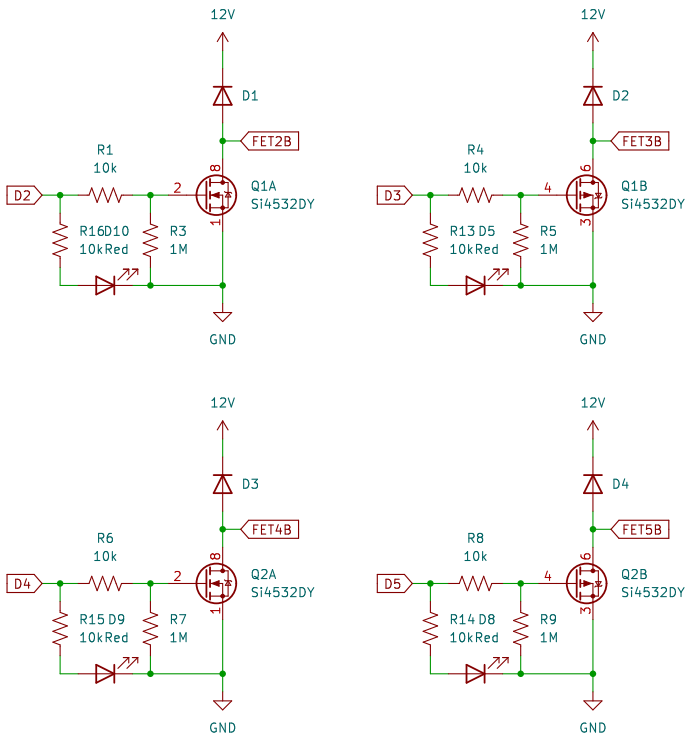 12V
D1
FET2B
R1
10k
D2
2
8
Q1A
Si4532DY
1
R16D10
10kRed
R3
1M
GND
12V
D2
FET3B
R4
10k
D3
4
6
Q1B
Si4532DY
3
R13 D5
10kRed
R5
1M
GND
12V
D3
FET4B
R6
10k
D4
2
8
Q2A
Si4532DY
1
R15 D9
10kRed
R7
1M
GND
12V
D4
FET5B
R8
10k
D5
4
6
Q2B
Si4532DY
3
R14 D8
10kRed
R9
1M
GND